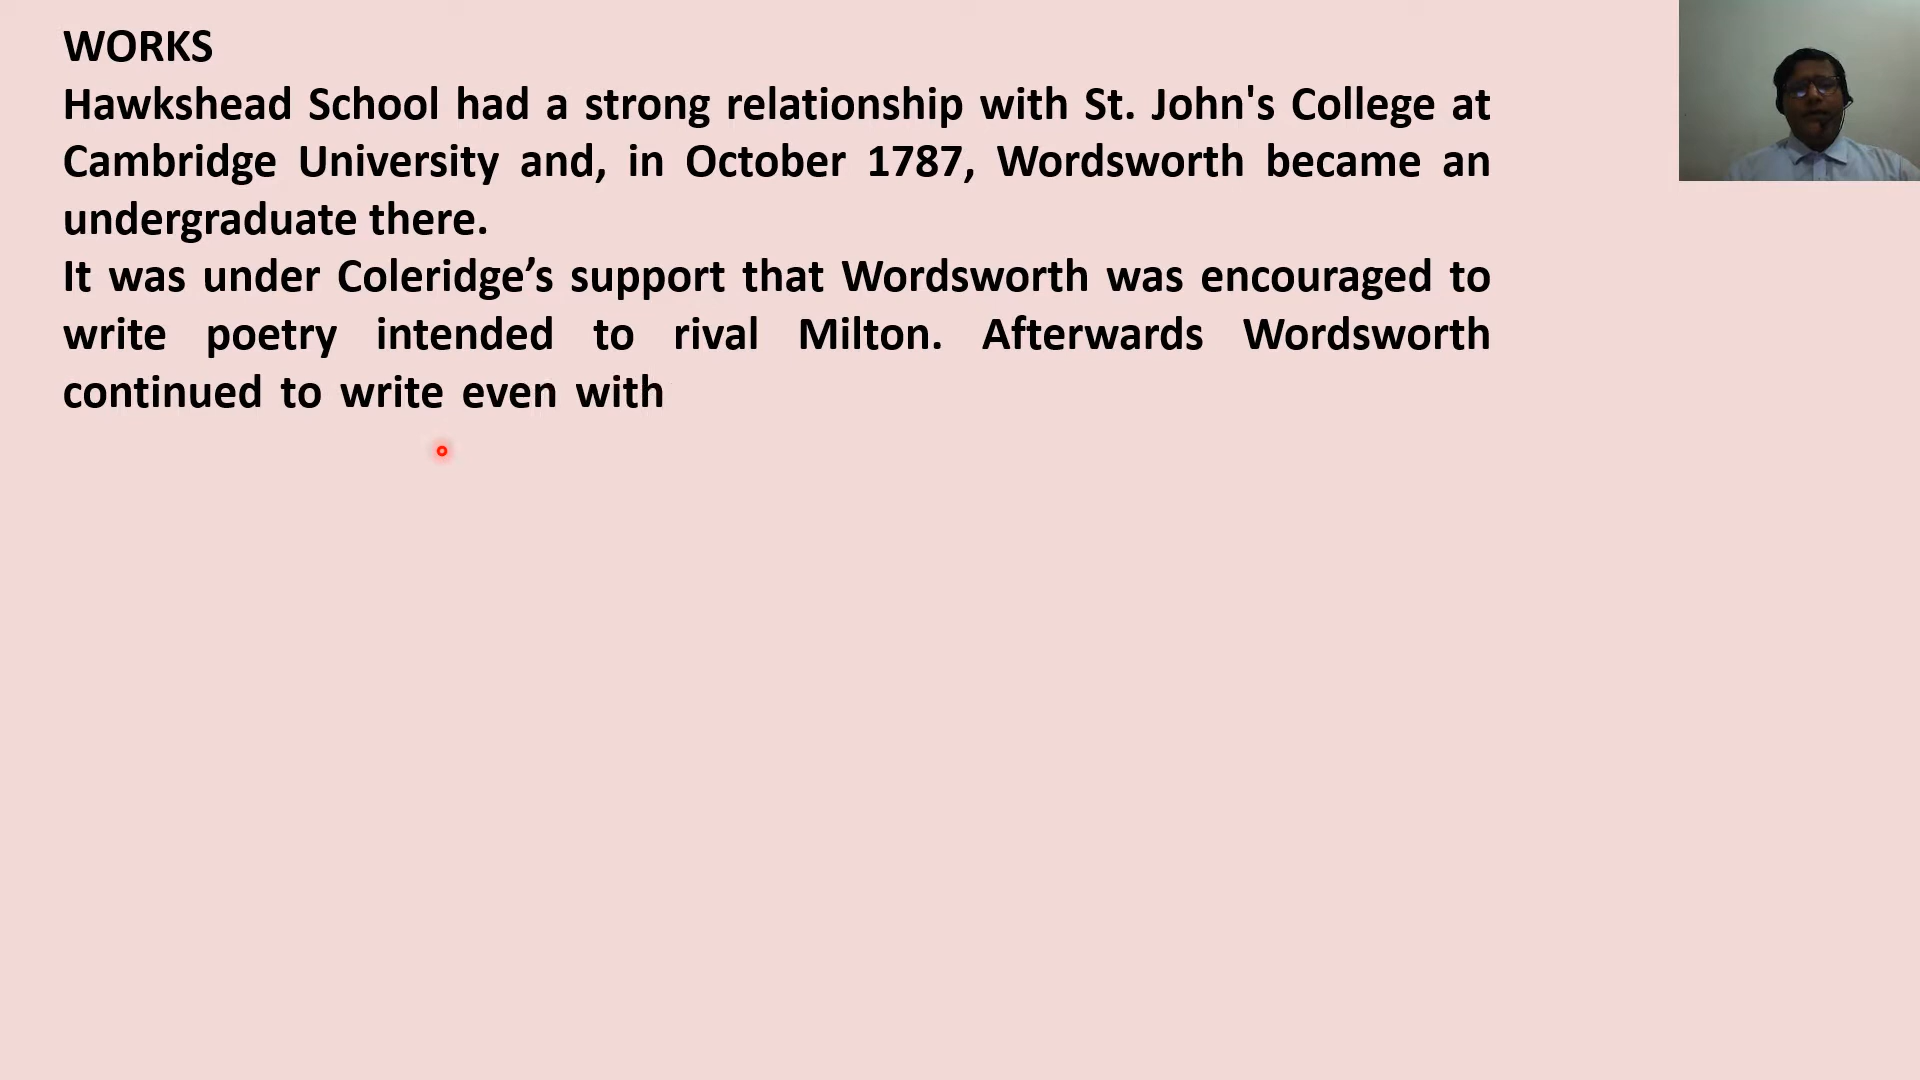 WORKS
Hawkshead School had a strong relationship with St. John's College at
Cambridge University and, in October 1787, Wordsworth became an
undergraduate there.
It was under Coleridge’s support that Wordsworth was encouraged to
write poetry intended to rival Milton. Afterwards Wordsworth
continued to write even with